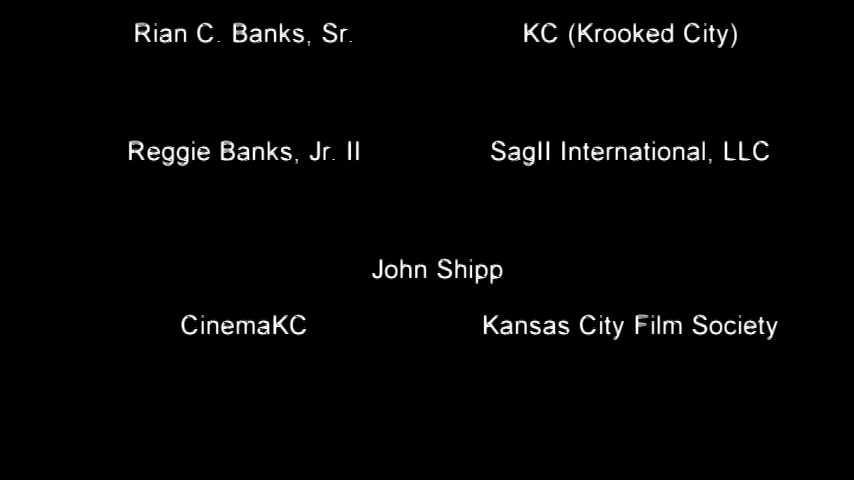 Rian C. Banks, Sr.
KC (Krooked City)
Reggie Banks, Jr. II
SagII International, LLC
John Shipp
CinemaKC
Kansas City Film Society